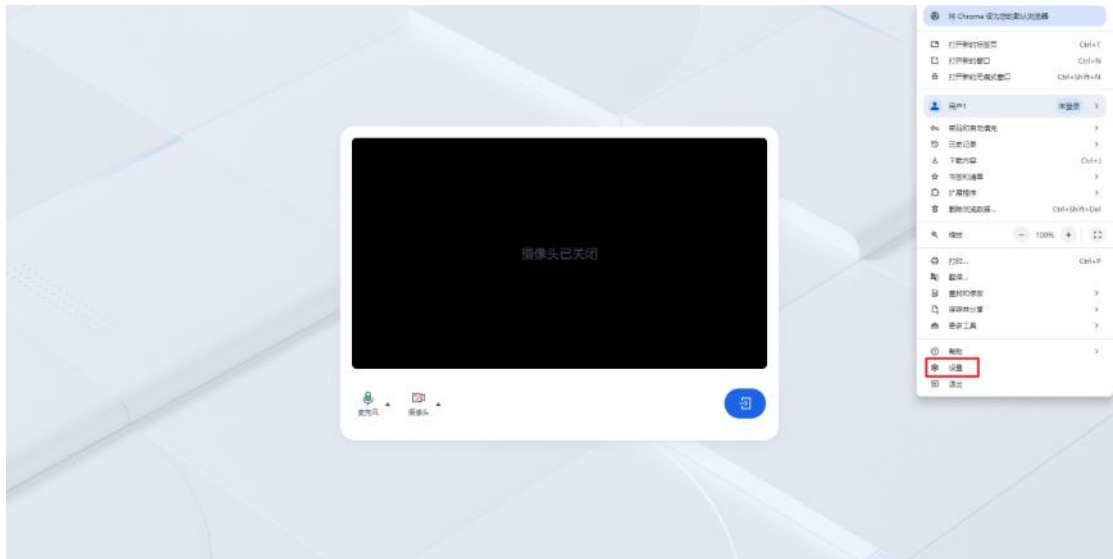 将 Chrome 设为您的默认浏览器
打开新的标签页 Ctrl+T
打开新的窗口 Ctrl+N
打开新的无痕式窗口 Ctrl+Shift+N
用户1 未登录
密码和自动填充
历史记录
下载内容 Ctrl+J
书签和清单
扩展程序
删除浏览数据... Ctrl+Shift+Del
缩放 − 100% +
打印... Ctrl+P
翻译...
查找和修改
保存并分享
更多工具
帮助
设置
退出
摄像头已关闭
麦克风
摄像头